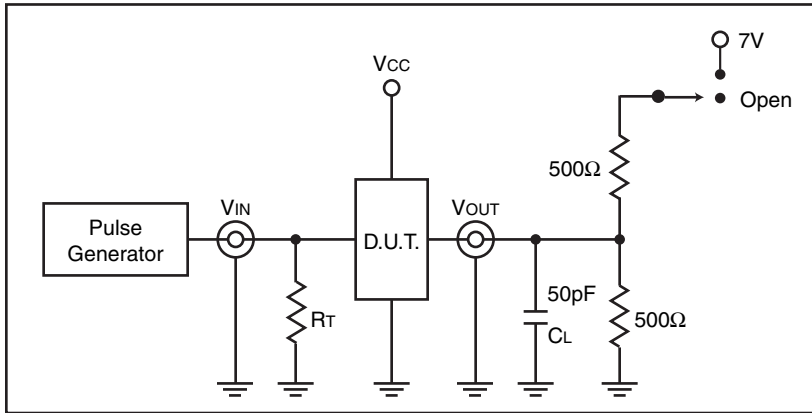 7V
VCC
Open
500Ω
VIN
VOUT
Pulse
Generator
D.U.T.
50pF
RT
500Ω
CL